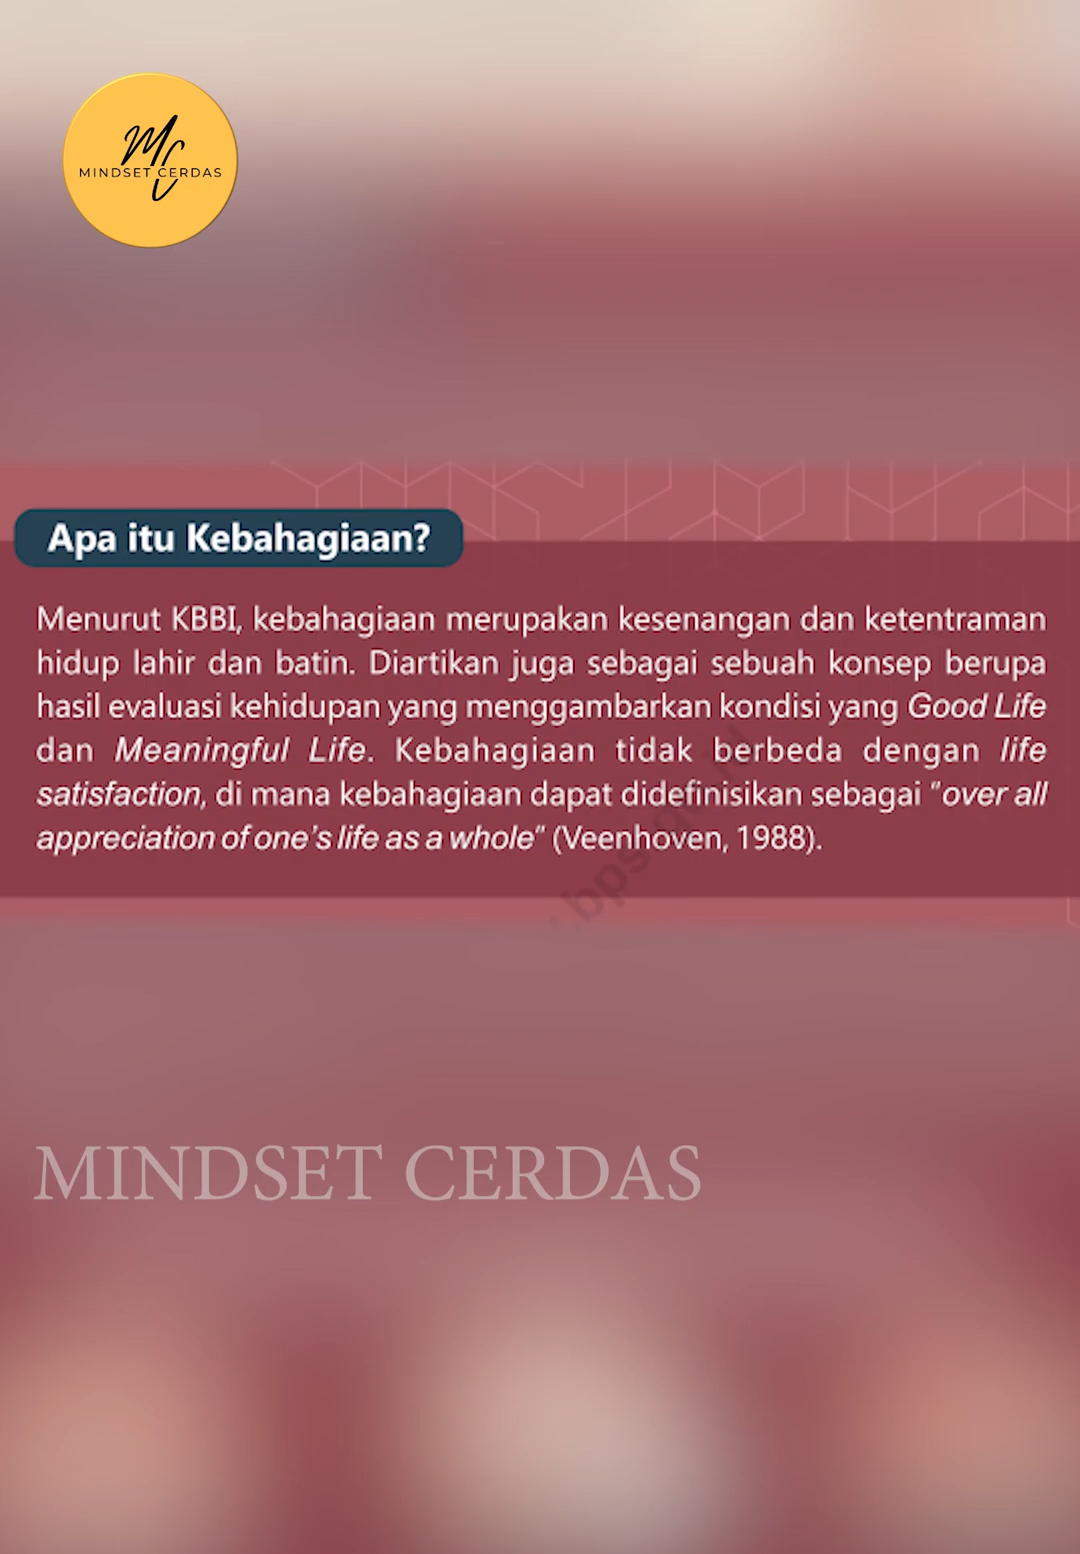 MC
MINDSET CERDAS
Apa itu Kebahagiaan?
Menurut KBBI, kebahagiaan merupakan kesenangan dan ketentraman
hidup lahir dan batin. Diartikan juga sebagai sebuah konsep berupa
hasil evaluasi kehidupan yang menggambarkan kondisi yang Good Life
dan Meaningful Life. Kebahagiaan tidak berbeda dengan life
satisfaction, di mana kebahagiaan dapat didefinisikan sebagai "over all
appreciation of one's life as a whole" (Veenhoven, 1988).
MINDSET CERDAS